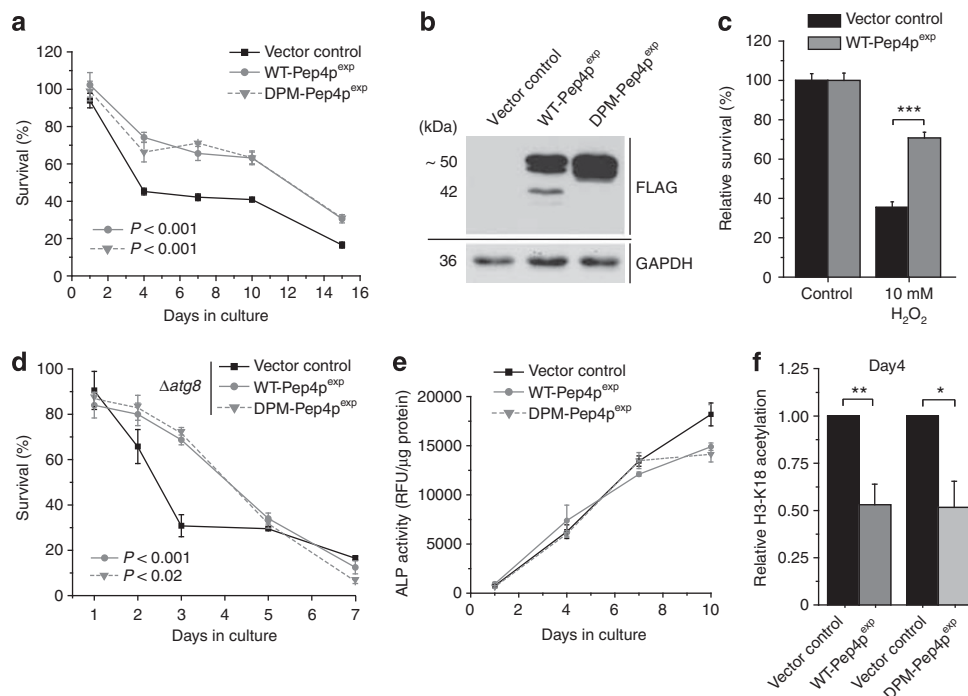 a
120
100
80
60
40
20
0
Survival (%)
Vector control
WT-Pep4p^exp
DPM-Pep4p^exp
P < 0.001
P < 0.001
0 2 4 6 8 10 12 14 16
Days in culture
b
Vector control
WT-Pep4p^exp
DPM-Pep4p^exp
(kDa)
~ 50
42
36
FLAG
GAPDH
c
Vector control
WT-Pep4p^exp
120
100
80
60
40
20
0
Relative survival (%)
***
Control
10 mM
H₂O₂
d
100
80
60
40
20
0
Survival (%)
Δatg8
Vector control
WT-Pep4p^exp
DPM-Pep4p^exp
P < 0.001
P < 0.02
1 2 3 4 5 6 7
Days in culture
e
Vector control
WT-Pep4p^exp
DPM-Pep4p^exp
20000
15000
10000
5000
0
ALP activity (RFU/µg protein)
0 2 4 6 8 10
Days in culture
f
Day4
**
*
1.00
0.75
0.50
0.25
0
Relative H3-K18 acetylation
Vector control
WT-Pep4p^exp
Vector control
DPM-Pep4p^exp